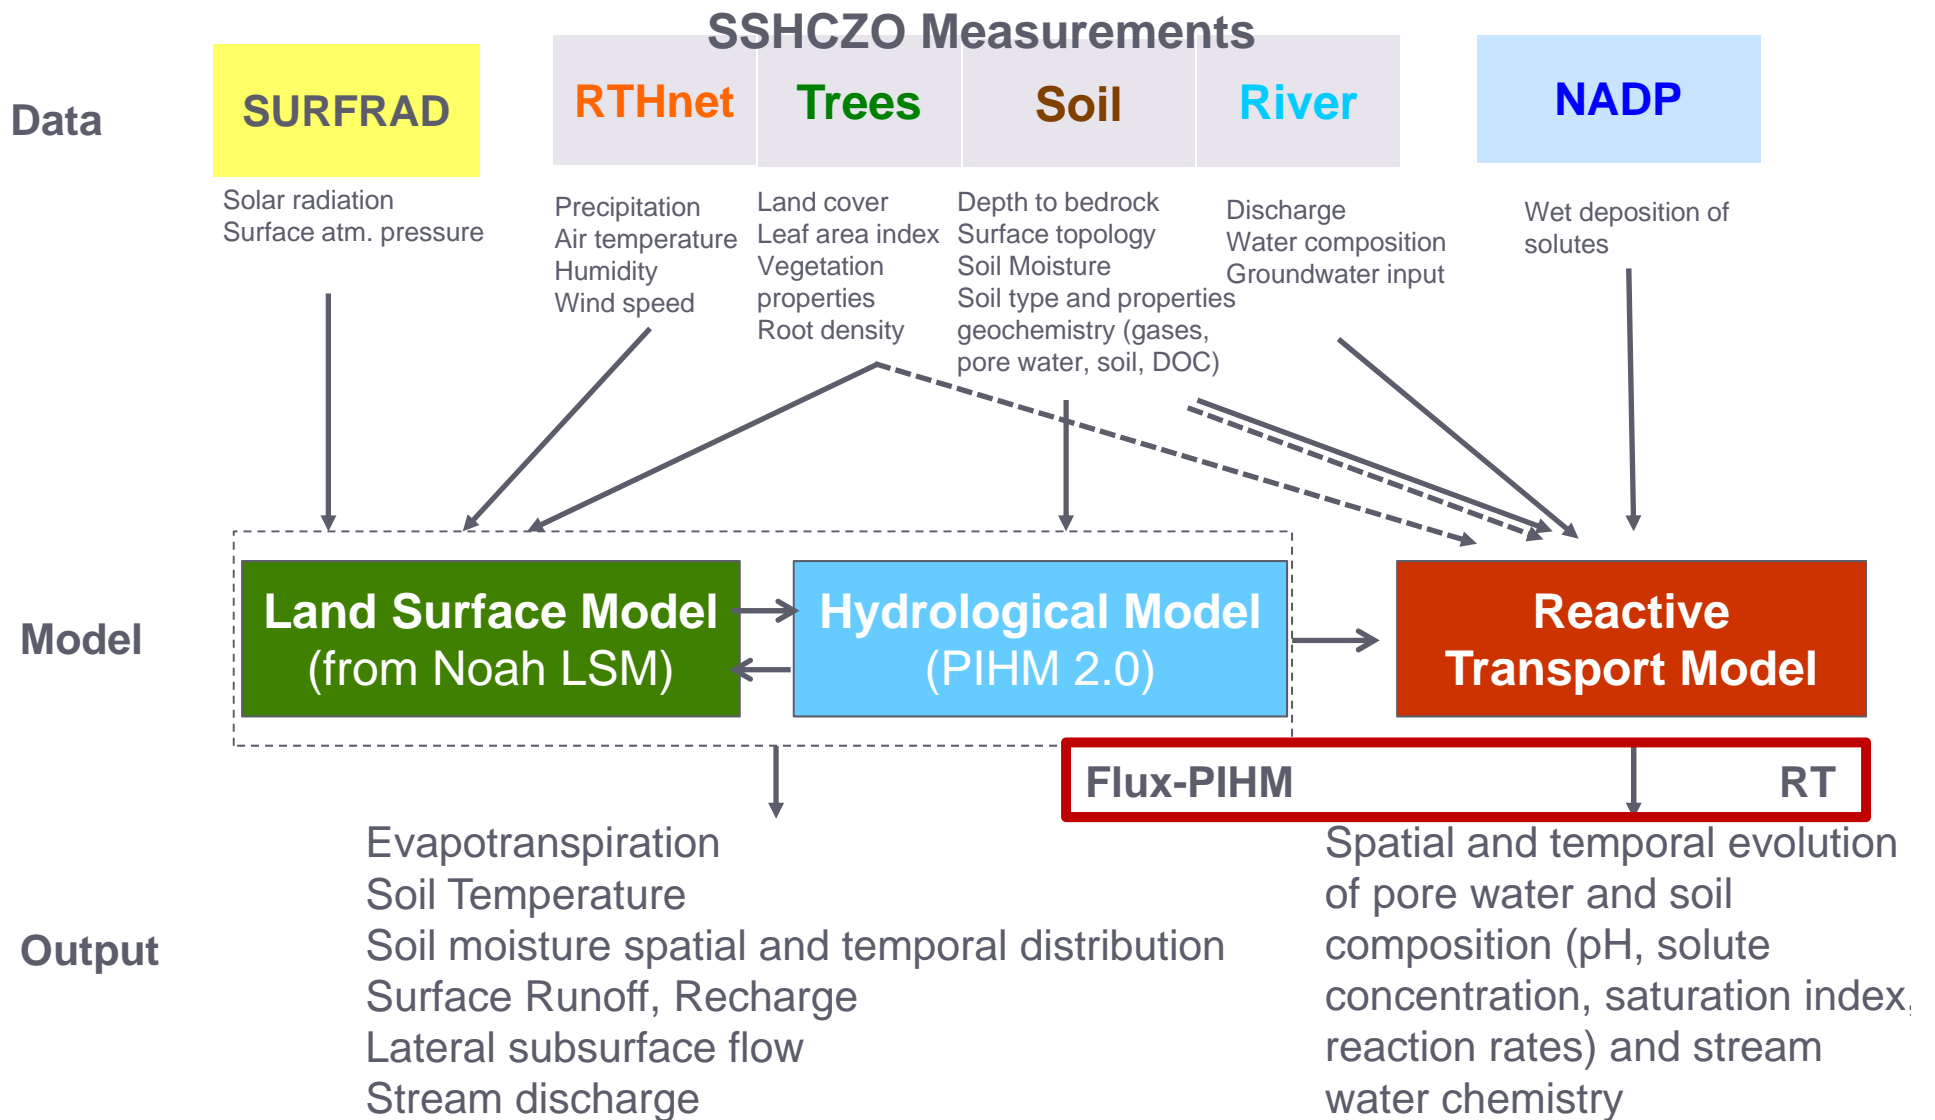 SSHCZO Measurements
Data
SURFRAD
RTHnet
Trees
Soil
River
NADP
Solar radiation
Surface atm. pressure
Precipitation
Air temperature
Humidity
Wind speed
Land cover
Leaf area index
Vegetation
properties
Root density
Depth to bedrock
Surface topology
Soil Moisture
Soil type and properties
geochemistry (gases,
pore water, soil, DOC)
Discharge
Water composition
Groundwater input
Wet deposition of
solutes
Model
Land Surface Model
(from Noah LSM)
Hydrological Model
(PIHM 2.0)
Reactive
Transport Model
Flux-PIHM
RT
Output
Evapotranspiration
Soil Temperature
Soil moisture spatial and temporal distribution
Surface Runoff, Recharge
Lateral subsurface flow
Stream discharge
Spatial and temporal evolution
of pore water and soil
composition (pH, solute
concentration, saturation index,
reaction rates) and stream
water chemistry